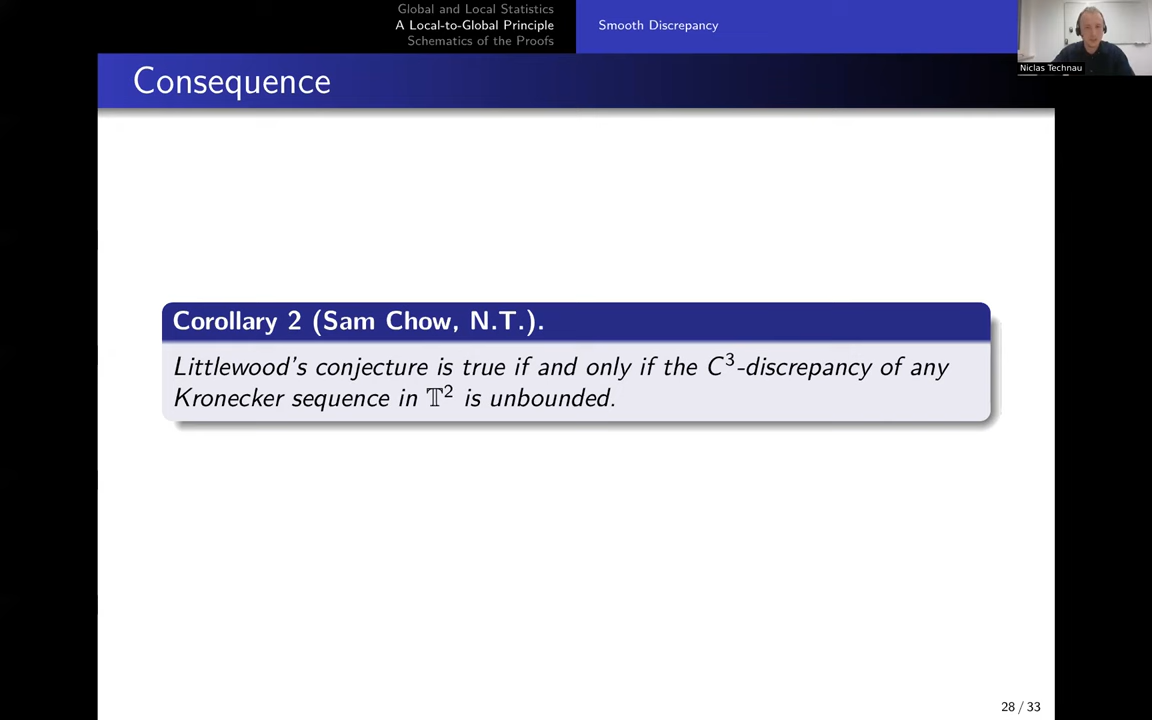 Global and Local Statistics
A Local-to-Global Principle
Schematics of the Proofs
Smooth Discrepancy
Niclas Technau
Consequence
Corollary 2 (Sam Chow, N.T.).
Littlewood's conjecture is true if and only if the C³-discrepancy of any
Kronecker sequence in 𝕋² is unbounded.
28 / 33